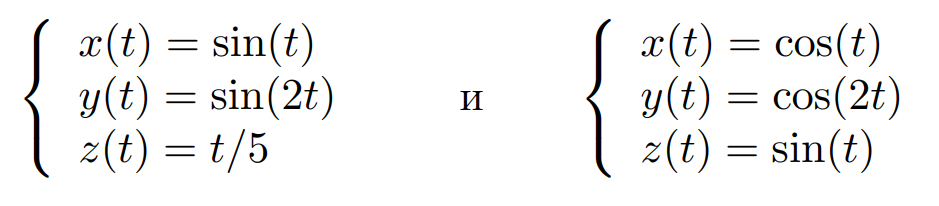 x(t) = sin(t) x(t) = cos(t)
y(t) = sin(2t) и y(t) = cos(2t)
z(t) = t/5 z(t) = sin(t)